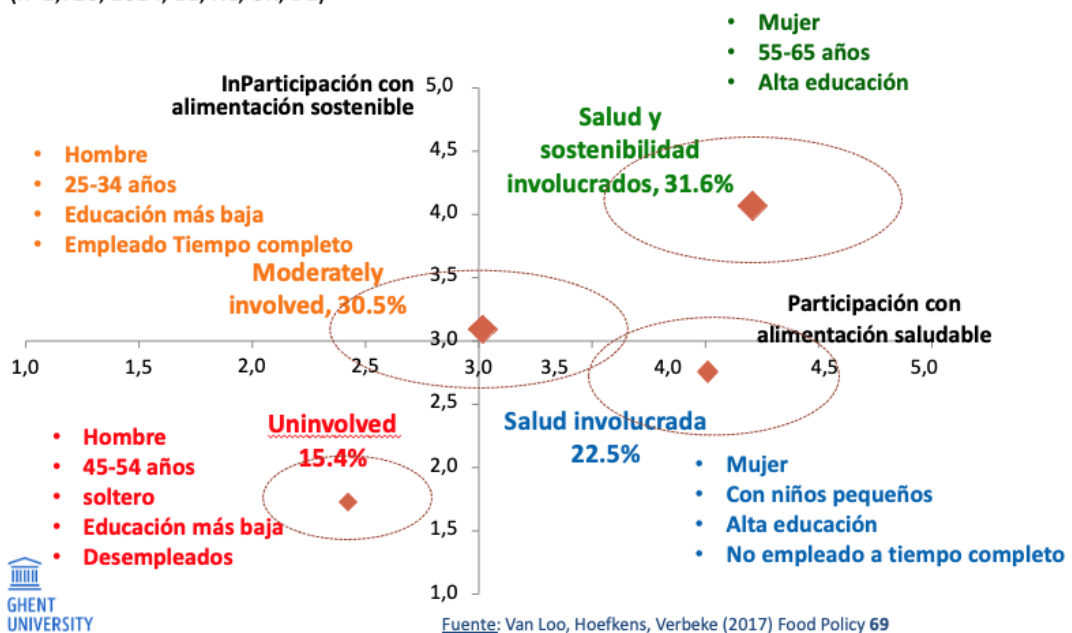 • Mujer
• 55-65 años
• Alta educación
InParticipación con
alimentación sostenible
5,0
4,5
4,0
3,5
3,0
2,5
2,0
1,5
1,0
Salud y
sostenibilidad
involucrados, 31.6%
• Hombre
• 25-34 años
• Educación más baja
• Empleado Tiempo completo
Moderately
involved, 30.5%
Participación con
alimentación saludable
1,0 1,5 2,0 2,5 3,0 3,5 4,0 4,5 5,0
Uninvolved
15.4%
• Hombre
• 45-54 años
• soltero
• Educación más baja
• Desempleados
Salud involucrada
22.5%
• Mujer
• Con niños pequeños
• Alta educación
• No empleado a tiempo completo
GHENT
UNIVERSITY
Fuente: Van Loo, Hoefkens, Verbeke (2017) Food Policy 69